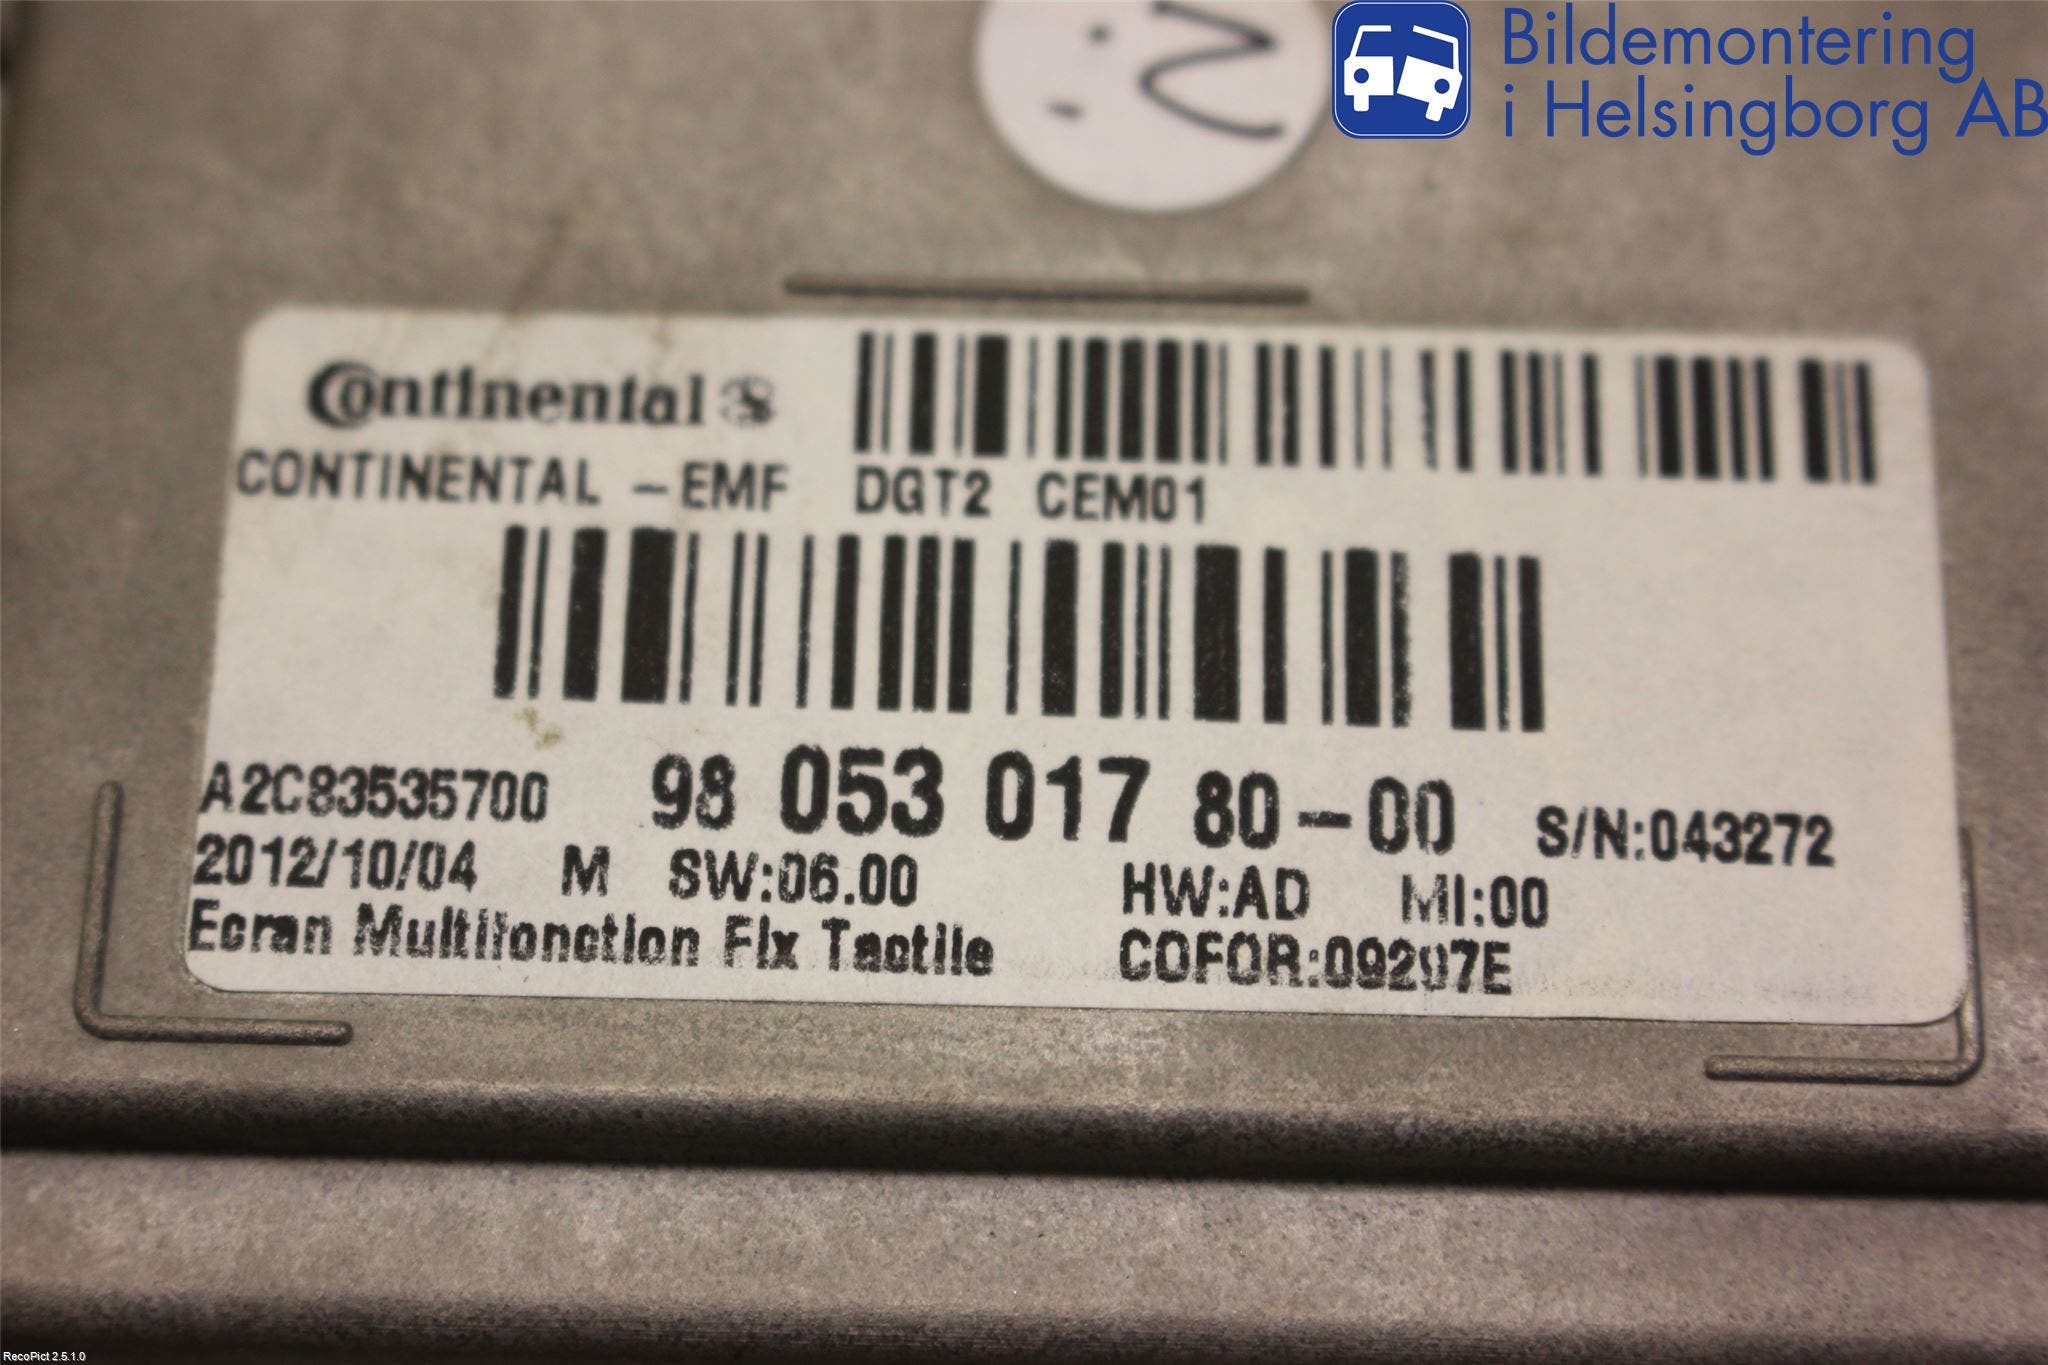 Bildemontering
i Helsingborg AB
Continental
CONTINENTAL -EMF DGT2 CEM01
A2C83535700 98 053 017 80-00 S/N:043272
2012/10/04 M SW:06.00 HW:AD MI:00
Ecran Multifonction Fix Tactile COFOR:09207E
RecoPict 2.5.1.0